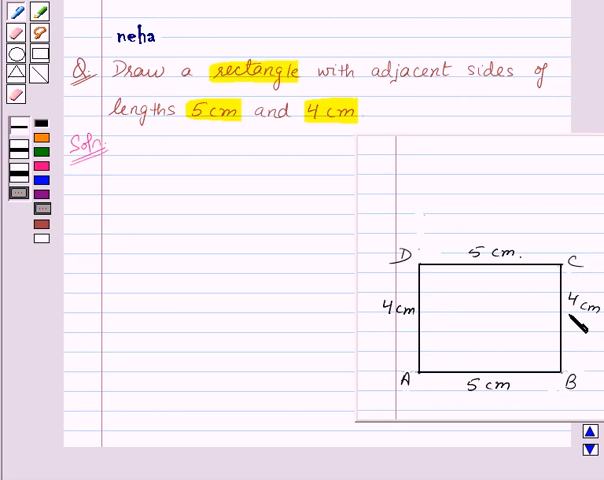 neha
Q. Draw a rectangle with adjacent sides of
lengths 5 cm and 4 cm.
Soln.
D 5 cm. C
4 cm 4 cm
A 5 cm B